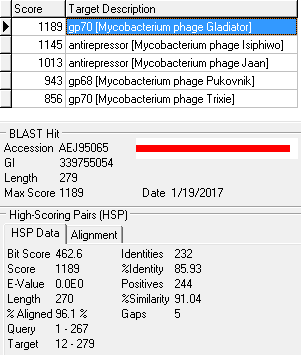 Score Target Description
1189 gp70 [Mycobacterium phage Gladiator]
1145 antirepressor [Mycobacterium phage Isiphiwo]
1013 antirepressor [Mycobacterium phage Jaan]
943 gp68 [Mycobacterium phage Pukovnik]
856 gp70 [Mycobacterium phage Trixie]
BLAST Hit
Accession AEJ95065
GI 339755054
Length 279
Max Score 1189 Date 1/19/2017
High-Scoring Pairs (HSP)
HSP Data Alignment
Bit Score 462.6 Identities 232
Score 1189 %Identity 85.93
E-Value 0.0E0 Positives 244
Length 270 %Similarity 91.04
% Aligned 96.1 % Gaps 5
Query 1 - 267
Target 12 - 279